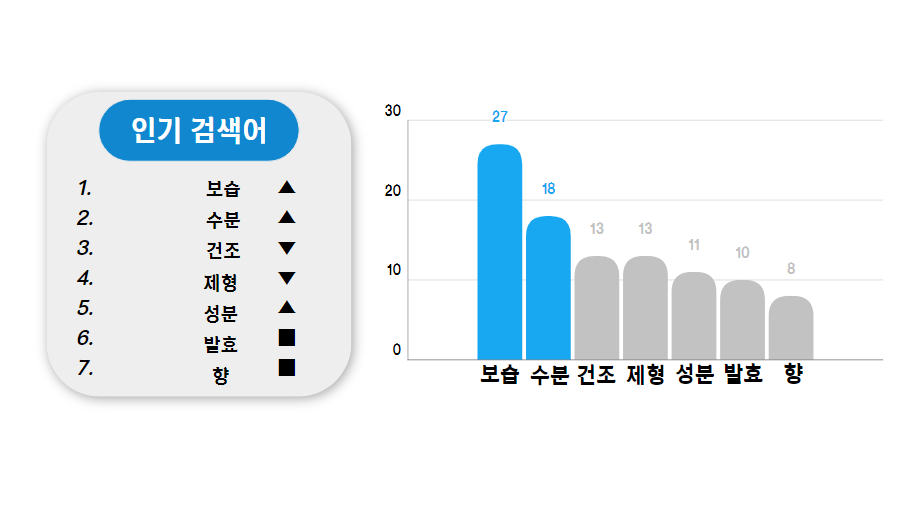 인기 검색어
1. 보습 ▲
2. 수분 ▲
3. 건조 ▼
4. 제형 ▼
5. 성분 ▲
6. 발효 ■
7. 향 ■
30
20
10
0
27
18
13
13
11
10
8
보습 수분 건조 제형 성분 발효 향